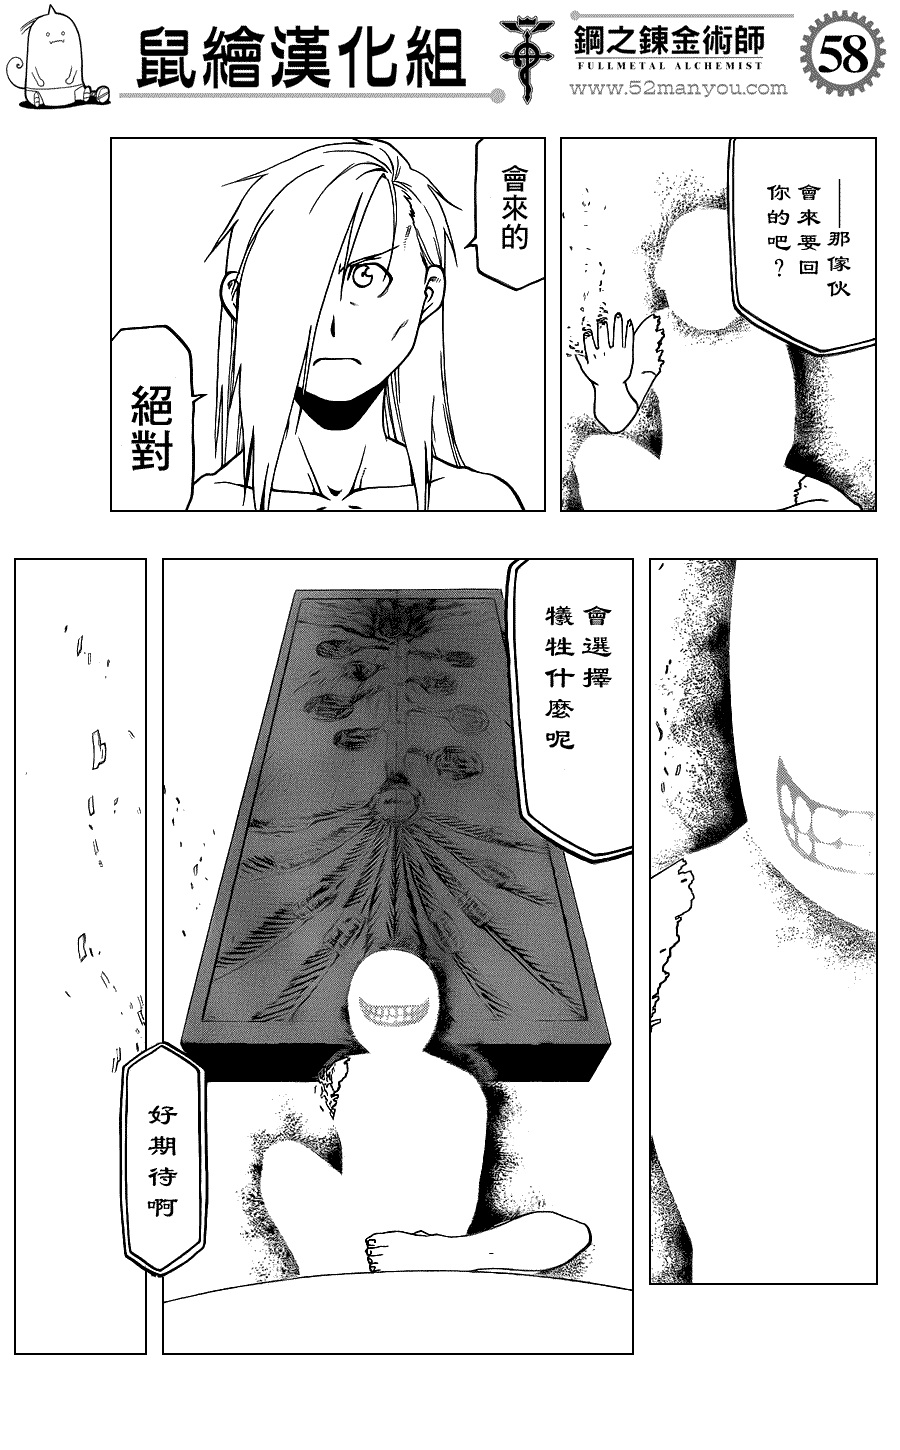 鼠繪漢化組
鋼之鍊金術師
FULLMETAL ALCHEMIST
www.52manyou.com
58
——那傢伙
會來要回
你的吧？
會來的
絕對
會選擇
犧牲什麼呢
好期待啊